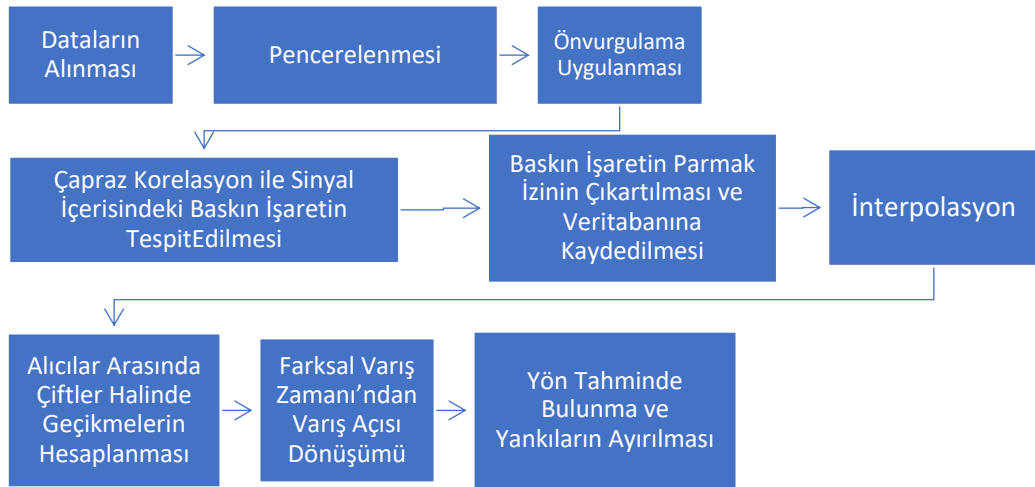 Dataların
Alınması
Pencerelenmesi
Önvurgulama
Uygulanması
Çapraz Korelasyon ile Sinyal
İçerisindeki Baskın İşaretin
TespitEdilmesi
Baskın İşaretin Parmak
İzinin Çıkartılması ve
Veritabanına
Kaydedilmesi
İnterpolasyon
Alıcılar Arasında
Çiftler Halinde
Geçikmelerin
Hesaplanması
Farksal Varış
Zamanı'ndan
Varış Açısı
Dönüşümü
Yön Tahminde
Bulunma ve
Yankıların Ayırılması